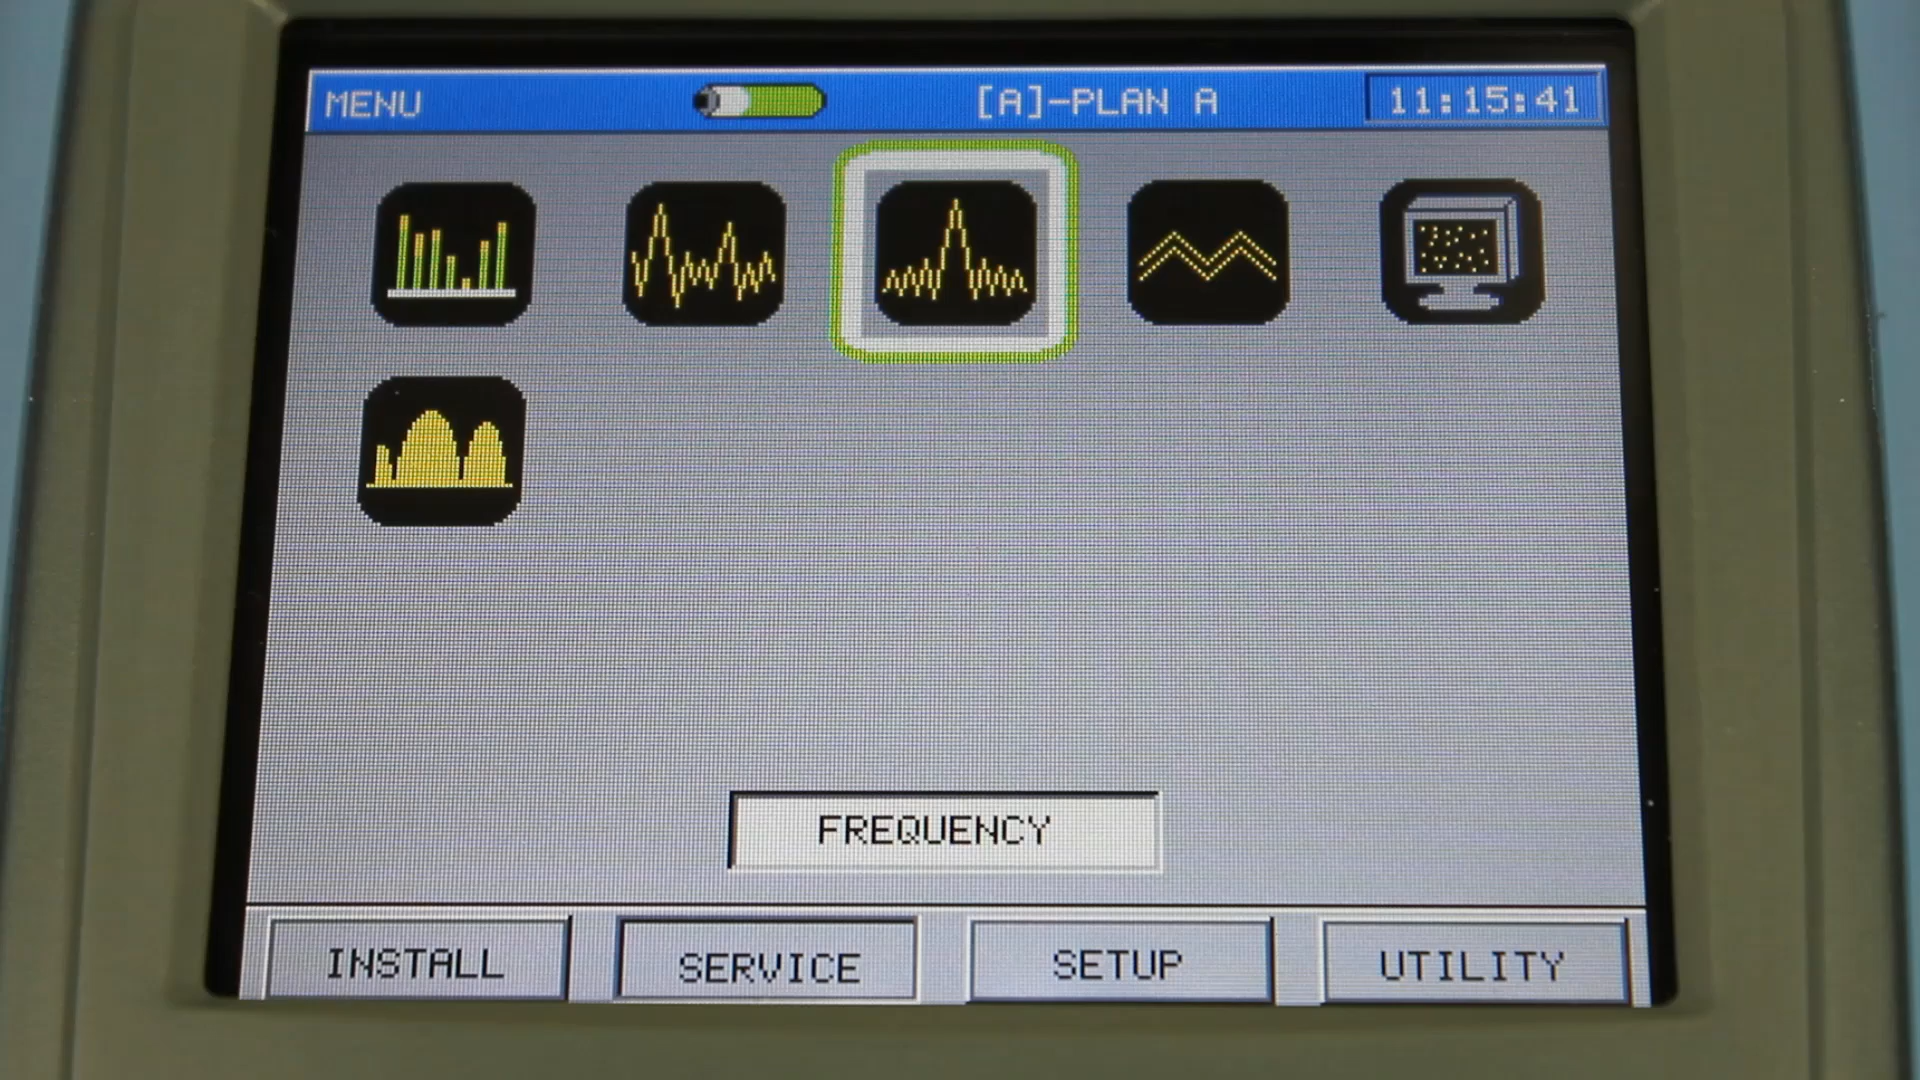 MENU [A]-PLAN A 11:15:41
FREQUENCY
INSTALL SERVICE SETUP UTILITY